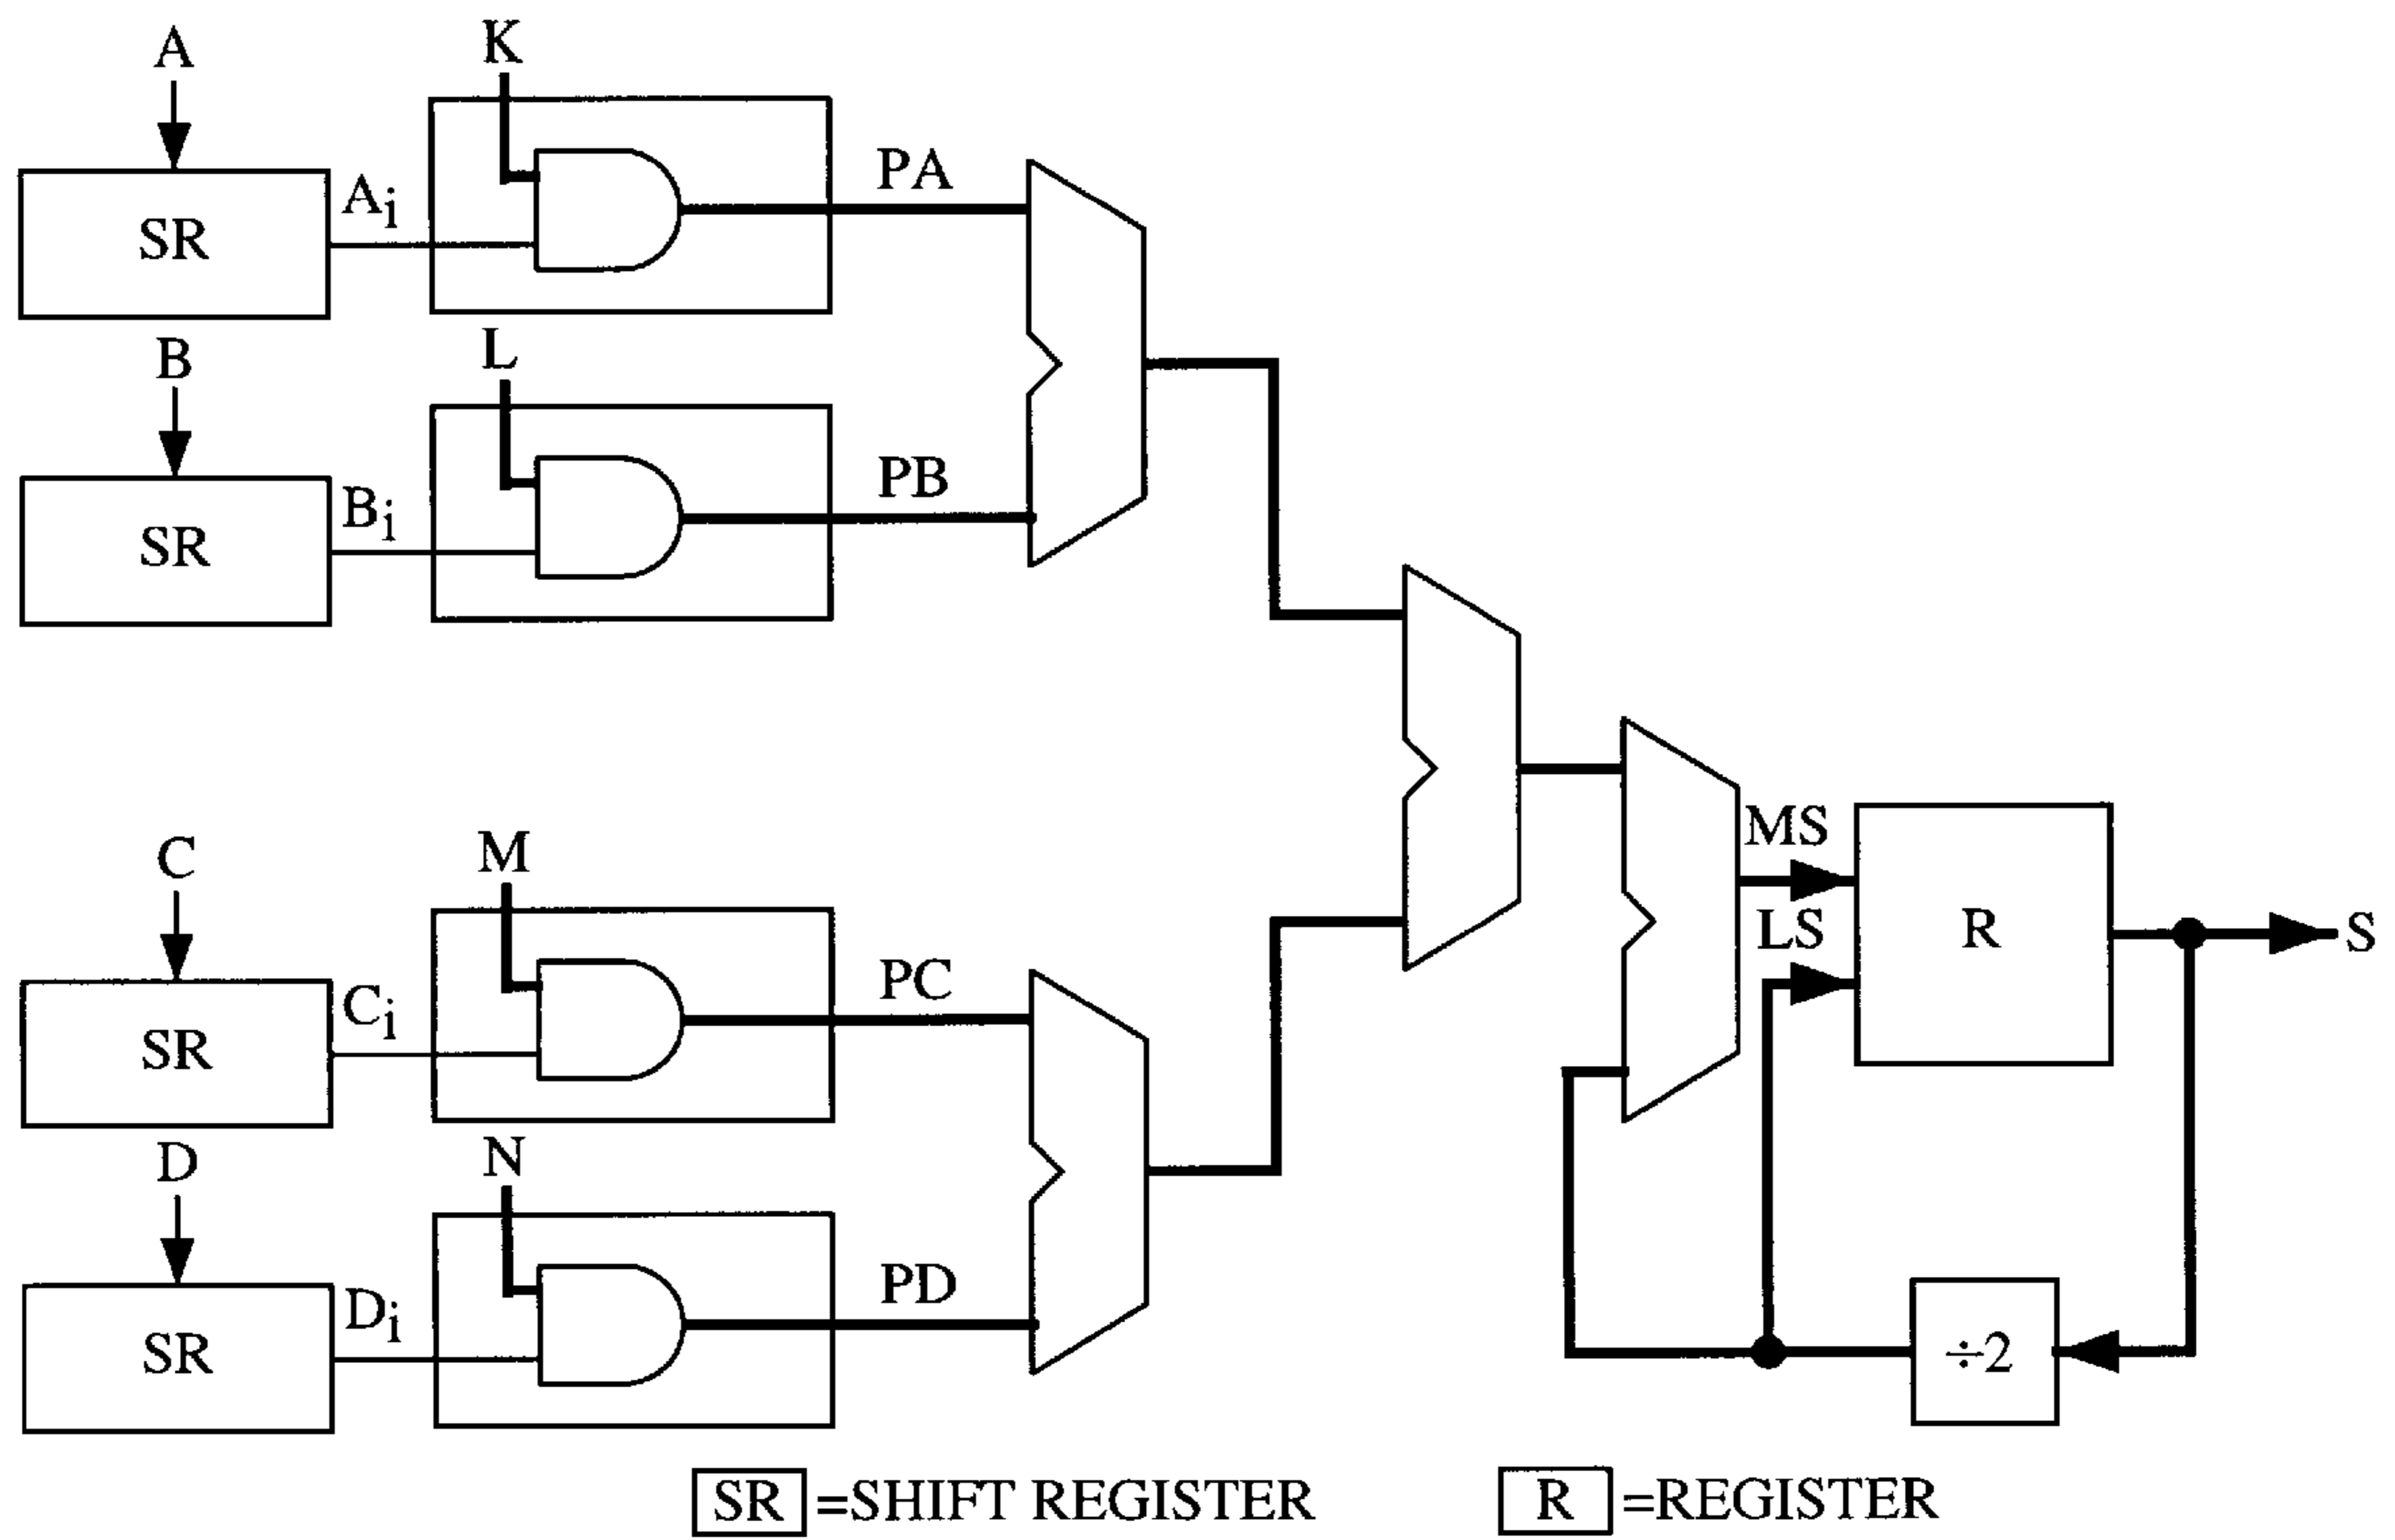 A
K
SR
Ai
PA
B
L
SR
Bi
PB
C
M
SR
Ci
PC
MS
LS
R
S
D
N
SR
Di
PD
÷2
SR =SHIFT REGISTER
R =REGISTER